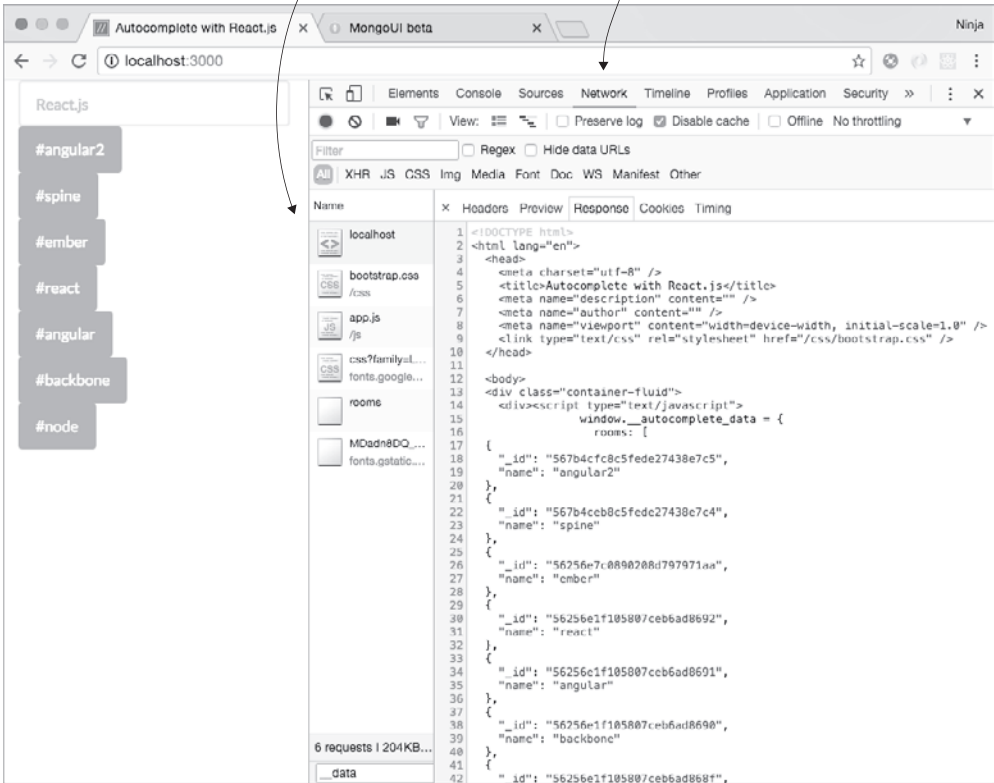 Autocomplete with React.js
MongoUI beta
Ninja
localhost:3000
React.js
#angular2
#spine
#ember
#react
#angular
#backbone
#node
Elements Console Sources Network Timeline Profiles Application Security »
View: Preserve log Disable cache Offline No throttling
Filter Regex Hide data URLs
All XHR JS CSS Img Media Font Doc WS Manifest Other
Name
localhost
bootstrap.css
/css
app.js
/js
css?family=L...
fonts.google...
rooms
MDadn8DQ_...
fonts.gstatic....
6 requests | 204KB...
__data
× Headers Preview Response Cookies Timing
1 <!DOCTYPE html>
2 <html lang="en">
3 <head>
4 <meta charset="utf-8" />
5 <title>Autocomplete with React.js</title>
6 <meta name="description" content="" />
7 <meta name="author" content="" />
8 <meta name="viewport" content="width=device-width, initial-scale=1.0" />
9 <link type="text/css" rel="stylesheet" href="/css/bootstrap.css" />
10 </head>
11
12 <body>
13 <div class="container-fluid">
14 <div><script type="text/javascript">
15 window.__autocomplete_data = {
16 rooms: [
17 {
18 "_id": "567b4cfc8c5fede27438e7c5",
19 "name": "angular2"
20 },
21 {
22 "_id": "567b4ceb8c5fede27438e7c4",
23 "name": "spine"
24 },
25 {
26 "_id": "56256e7c0890208d797971aa",
27 "name": "ember"
28 },
29 {
30 "_id": "56256e1f105807ceb6ad8692",
31 "name": "react"
32 },
33 {
34 "_id": "56256e1f105807ceb6ad8691",
35 "name": "angular"
36 },
37 {
38 "_id": "56256e1f105807ceb6ad8690",
39 "name": "backbone"
40 },
41 {
42 "_id": "56256e1f105807ceb6ad868f",